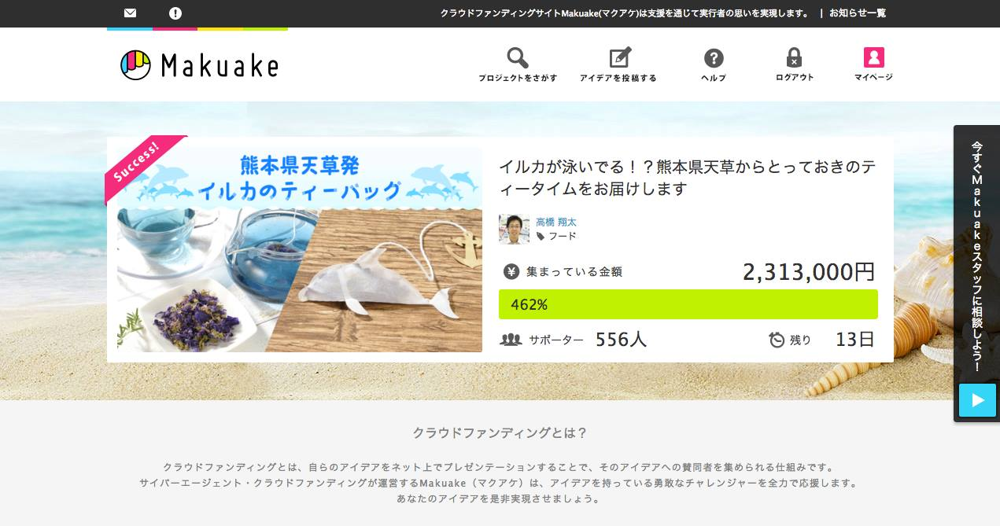 クラウドファンディングサイトMakuake(マクアケ)は支援を通じて実行者の思いを実現します。 | お知らせ一覧
Makuake
プロジェクトをさがす
アイデアを投稿する
ヘルプ
ログアウト
マイページ
Success!
熊本県天草発
イルカのティーバッグ
イルカが泳いでる！？熊本県天草からとっておきのテ
ィータイムをお届けします
高橋 翔太
フード
集まっている金額 2,313,000円
462%
サポーター 556人 残り 13日
今すぐMakuakeスタッフに相談しよう！
クラウドファンディングとは？
クラウドファンディングとは、自らのアイデアをネット上でプレゼンテーションすることで、そのアイデアへの賛同者を集められる仕組みです。
サイバーエージェント・クラウドファンディングが運営するMakuake（マクアケ）は、アイデアを持っている勇敢なチャレンジャーを全力で応援します。
あなたのアイデアを是非実現させましょう。